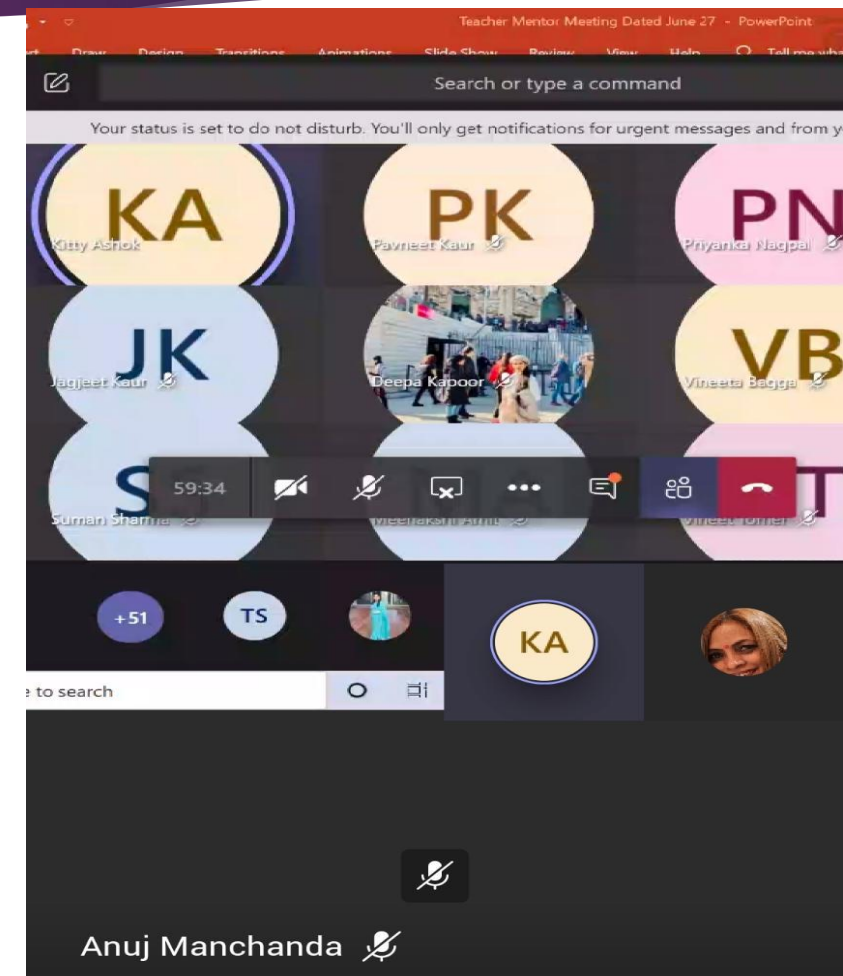 Teacher Mentor Meeting Dated June 27 - PowerPoint
Draw Design Transitions Animations Slide Show Review View Help Tell me wha
Search or type a command
Your status is set to do not disturb. You'll only get notifications for urgent messages and from y
KA PK PN
Kitty Ashok Pavneet Kaur Priyanka Nagpal
JK VB
Jagjeet Kaur Deepa Kapoor Vineeta Bagga
59:34
Suman Sharma Meenakshi Amit Vineet Tomer
+51 TS KA
e to search
Anuj Manchanda